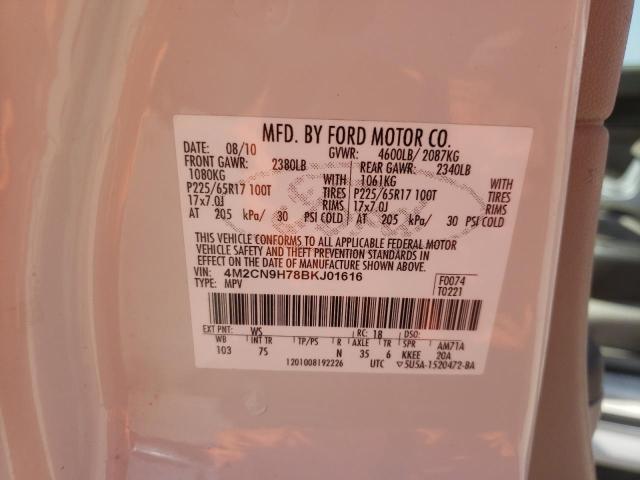 MFD. BY FORD MOTOR CO.
DATE: 08/10 GVWR: 4600LB/ 2087KG
FRONT GAWR: 2380LB REAR GAWR: 2340LB
1080KG WITH 1061KG WITH
P225/65R17 100T TIRES P225/65R17 100T TIRES
17x7.0J RIMS 17x7.0J RIMS
AT 205 kPa/ 30 PSI COLD AT 205 kPa/ 30 PSI COLD
THIS VEHICLE CONFORMS TO ALL APPLICABLE FEDERAL MOTOR
VEHICLE SAFETY AND THEFT PREVENTION STANDARDS IN
EFFECT ON THE DATE OF MANUFACTURE SHOWN ABOVE.
VIN: 4M2CN9H78BKJ01616 F0074
TYPE: MPV T0221
EXT PNT: WS RC: 18 DSO:
WB INT TR TP/PS R AXLE TR SPR AM71A
103 7S N 35 6 KKEE 20A
1201008192226 UTC ▽5U5A-1520472-BA